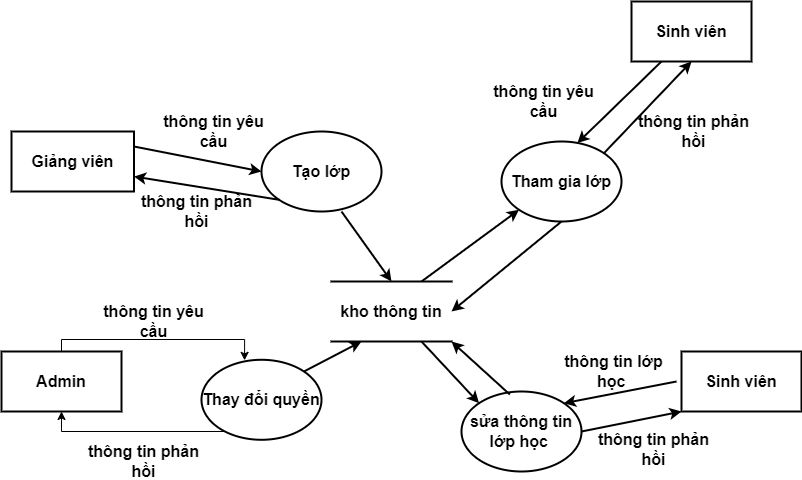 Sinh viên
thông tin yêu
cầu
thông tin phản
hồi
thông tin yêu
cầu
Giảng viên
Tạo lớp
Tham gia lớp
thông tin phản
hồi
kho thông tin
thông tin yêu
cầu
Admin
Thay đổi quyền
thông tin lớp
học
Sinh viên
sửa thông tin
lớp học
thông tin phản
hồi
thông tin phản
hồi